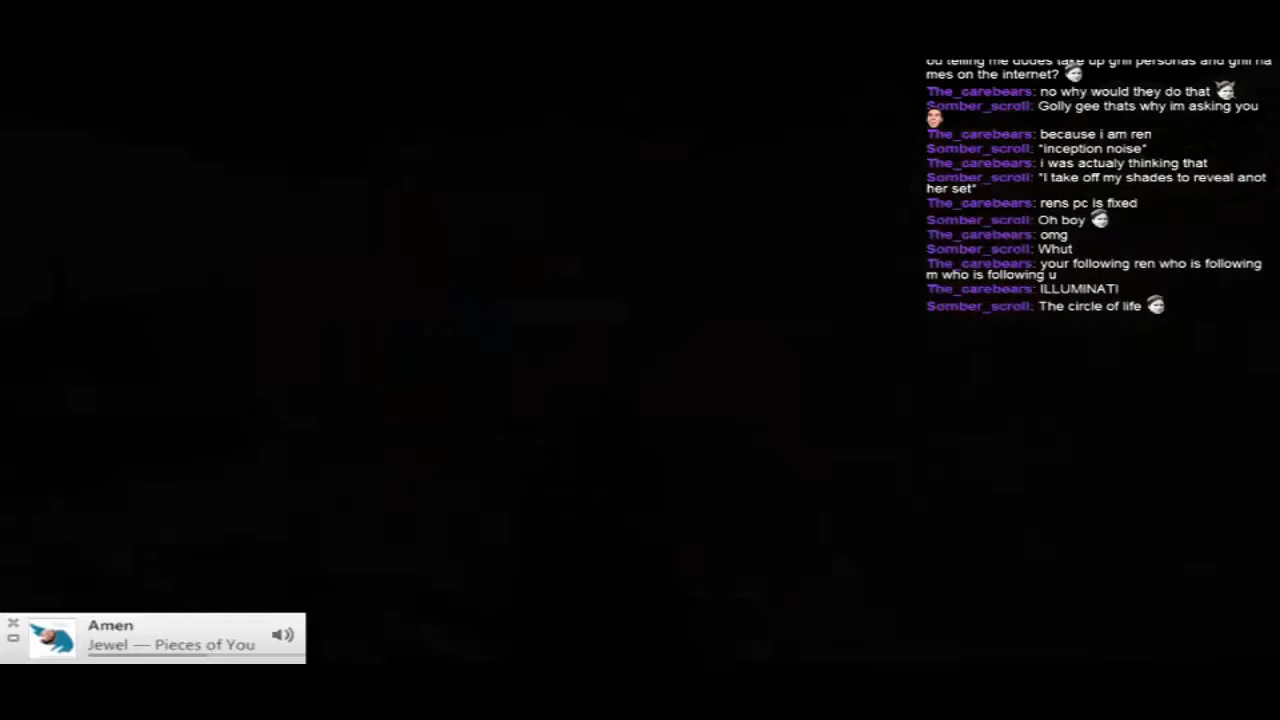 ou telling me dudes take up grill personas and grill na
mes on the internet?
The_carebears: no why would they do that
Somber_scroll: Golly gee thats why im asking you
The_carebears: because i am ren
Somber_scroll: *inception noise*
The_carebears: i was actualy thinking that
Somber_scroll: *I take off my shades to reveal anot
her set*
The_carebears: rens pc is fixed
Somber_scroll: Oh boy
The_carebears: omg
Somber_scroll: Whut
The_carebears: your following ren who is following
m who is following u
The_carebears: ILLUMINATI
Somber_scroll: The circle of life
Amen
Jewel — Pieces of You